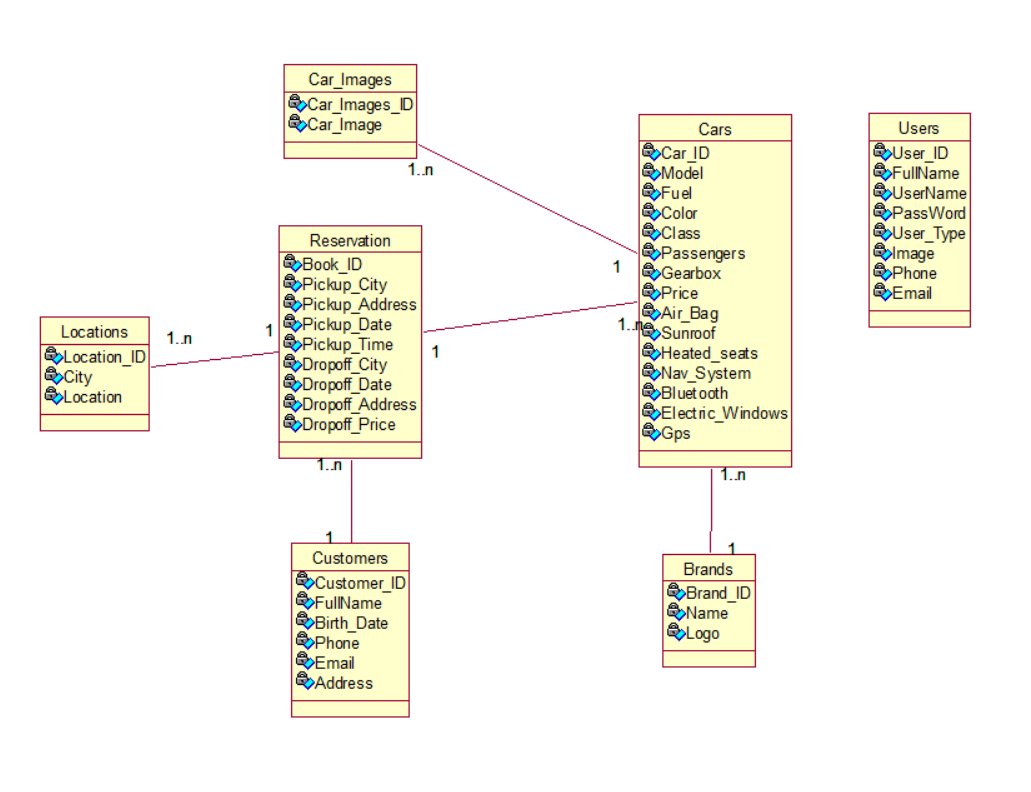 Car_Images
Car_Images_ID
Car_Image
1..n
1
Cars
Car_ID
Model
Fuel
Color
Class
Passengers
Gearbox
Price
Air_Bag
Sunroof
Heated_seats
Nav_System
Bluetooth
Electric_Windows
Gps
Users
User_ID
FullName
UserName
PassWord
User_Type
Image
Phone
Email
Reservation
Book_ID
Pickup_City
Pickup_Address
Pickup_Date
Pickup_Time
Dropoff_City
Dropoff_Date
Dropoff_Address
Dropoff_Price
1
1..n
Locations
Location_ID
City
Location
1..n
1
1..n
1
Customers
Customer_ID
FullName
Birth_Date
Phone
Email
Address
1..n
1
Brands
Brand_ID
Name
Logo